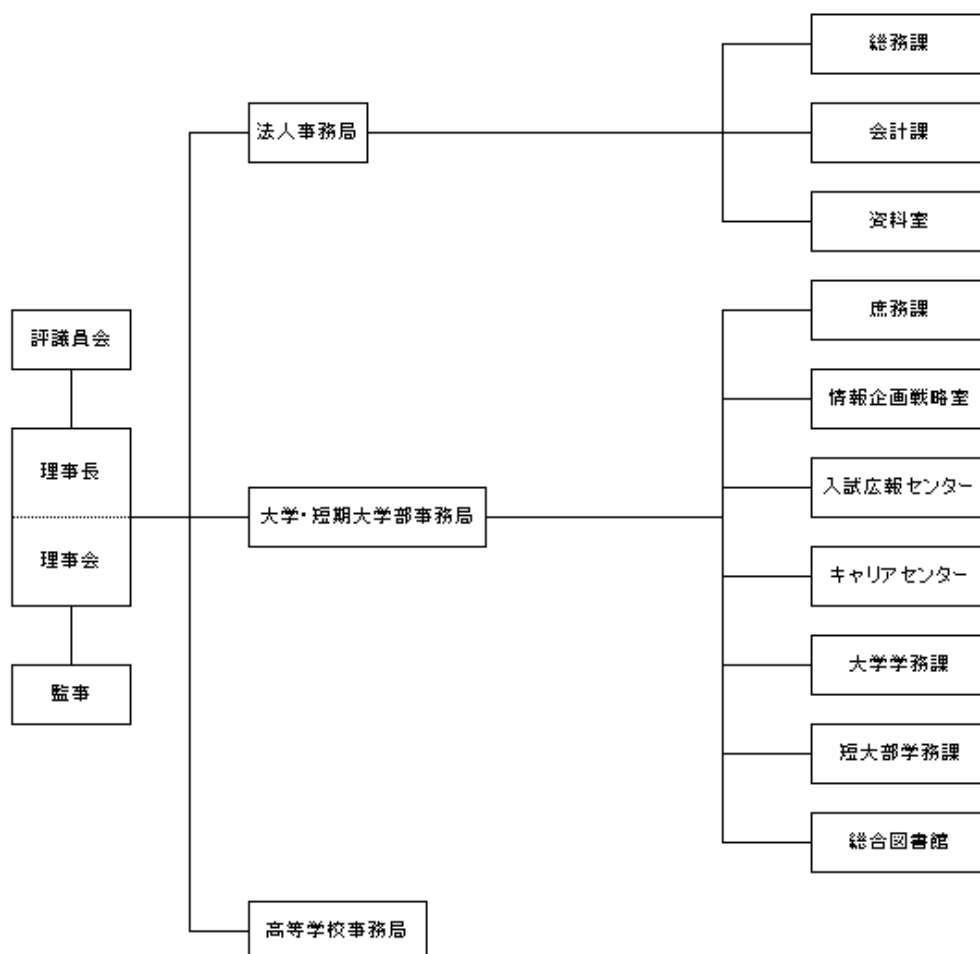 総務課
法人事務局
会計課
資料室
庶務課
評議員会
情報企画戦略室
理事長
入試広報センター
大学・短期大学部事務局
理事会
キャリアセンター
大学学務課
監事
短大部学務課
総合図書館
高等学校事務局